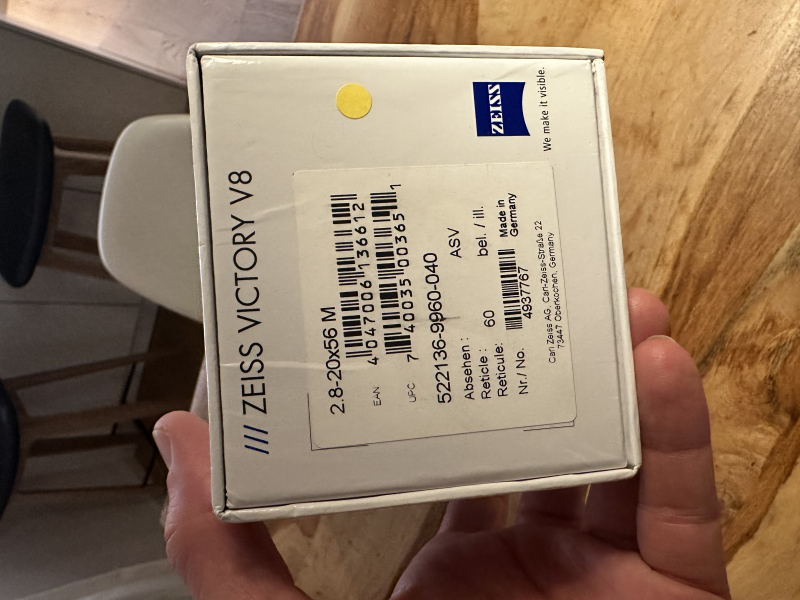 /// ZEISS VICTORY V8
ZEISS
We make it visible.
2.8-20x56 M
EAN
4 047006 136612
UPC
7 40035 00365 1
522136-9960-040
ASV
Absehen :
Reticle : 60 bel. / ill.
Reticule:
Nr./ No. 4937767
Made in
Germany
Carl Zeiss AG, Carl-Zeiss-Straße 22
73447 Oberkochen, Germany